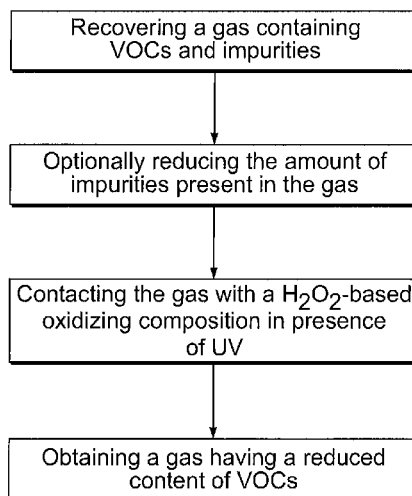 Recovering a gas containing
VOCs and impurities
Optionally reducing the amount of
impurities present in the gas
Contacting the gas with a H₂O₂-based
oxidizing composition in presence
of UV
Obtaining a gas having a reduced
content of VOCs